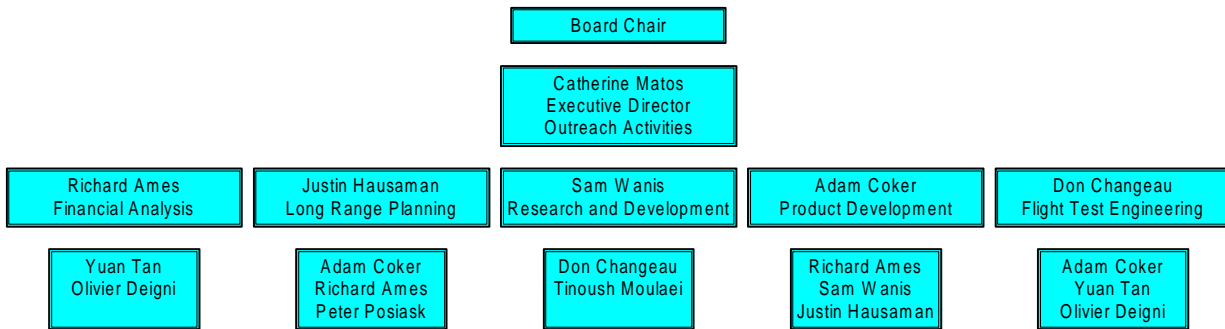 Board Chair
Catherine Matos
Executive Director
Outreach Activities
Richard Ames
Financial Analysis
Justin Hausaman
Long Range Planning
Sam Wanis
Research and Development
Adam Coker
Product Development
Don Changeau
Flight Test Engineering
Yuan Tan
Olivier Deigni
Adam Coker
Richard Ames
Peter Posiask
Don Changeau
Tinoush Moulaei
Richard Ames
Sam Wanis
Justin Hausaman
Adam Coker
Yuan Tan
Olivier Deigni